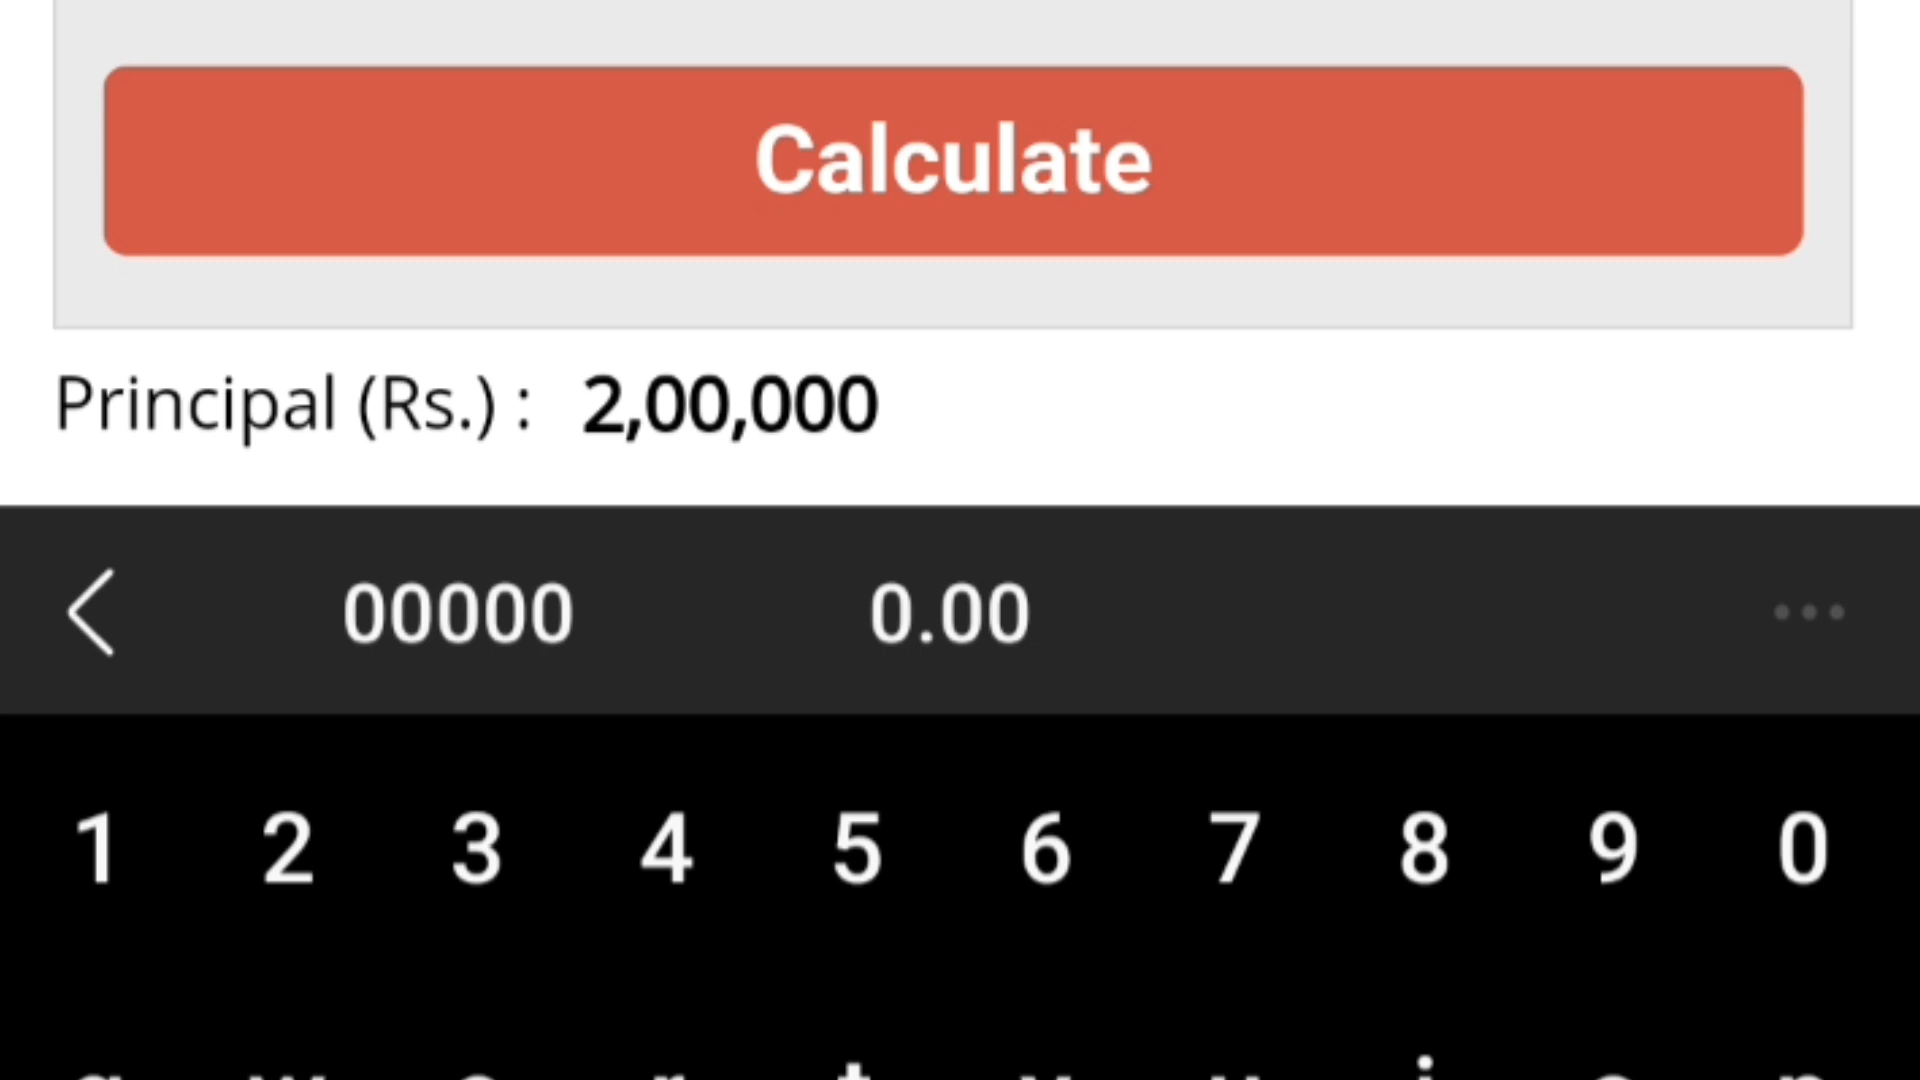 Calculate
Principal (Rs.) : 2,00,000
00000 0.00
1 2 3 4 5 6 7 8 9 0